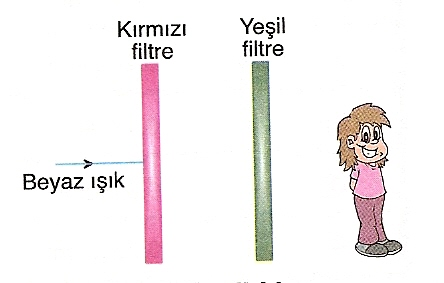 Kırmızı
filtre
Yeşil
filtre
Beyaz ışık